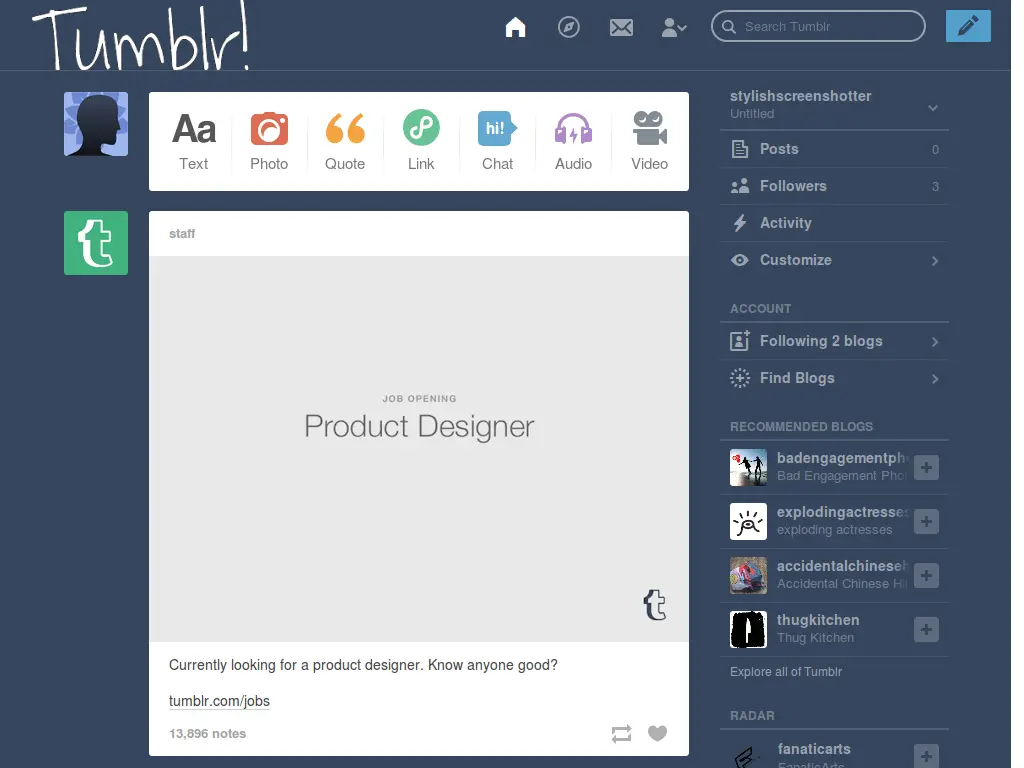 Tumblr!
Search Tumblr
Aa
hi!
Text
Photo
Quote
Link
Chat
Audio
Video
staff
JOB OPENING
Product Designer
t
Currently looking for a product designer. Know anyone good?
tumblr.com/jobs
13,896 notes
stylishscreenshotter
Untitled
Posts 0
Followers 3
Activity
Customize
ACCOUNT
Following 2 blogs
Find Blogs
RECOMMENDED BLOGS
badengagementph
Bad Engagement Pho
explodingactresses
exploding actresses
accidentalchineseh
Accidental Chinese Hi
thugkitchen
Thug Kitchen
Explore all of Tumblr
RADAR
fanaticarts
FanaticArts